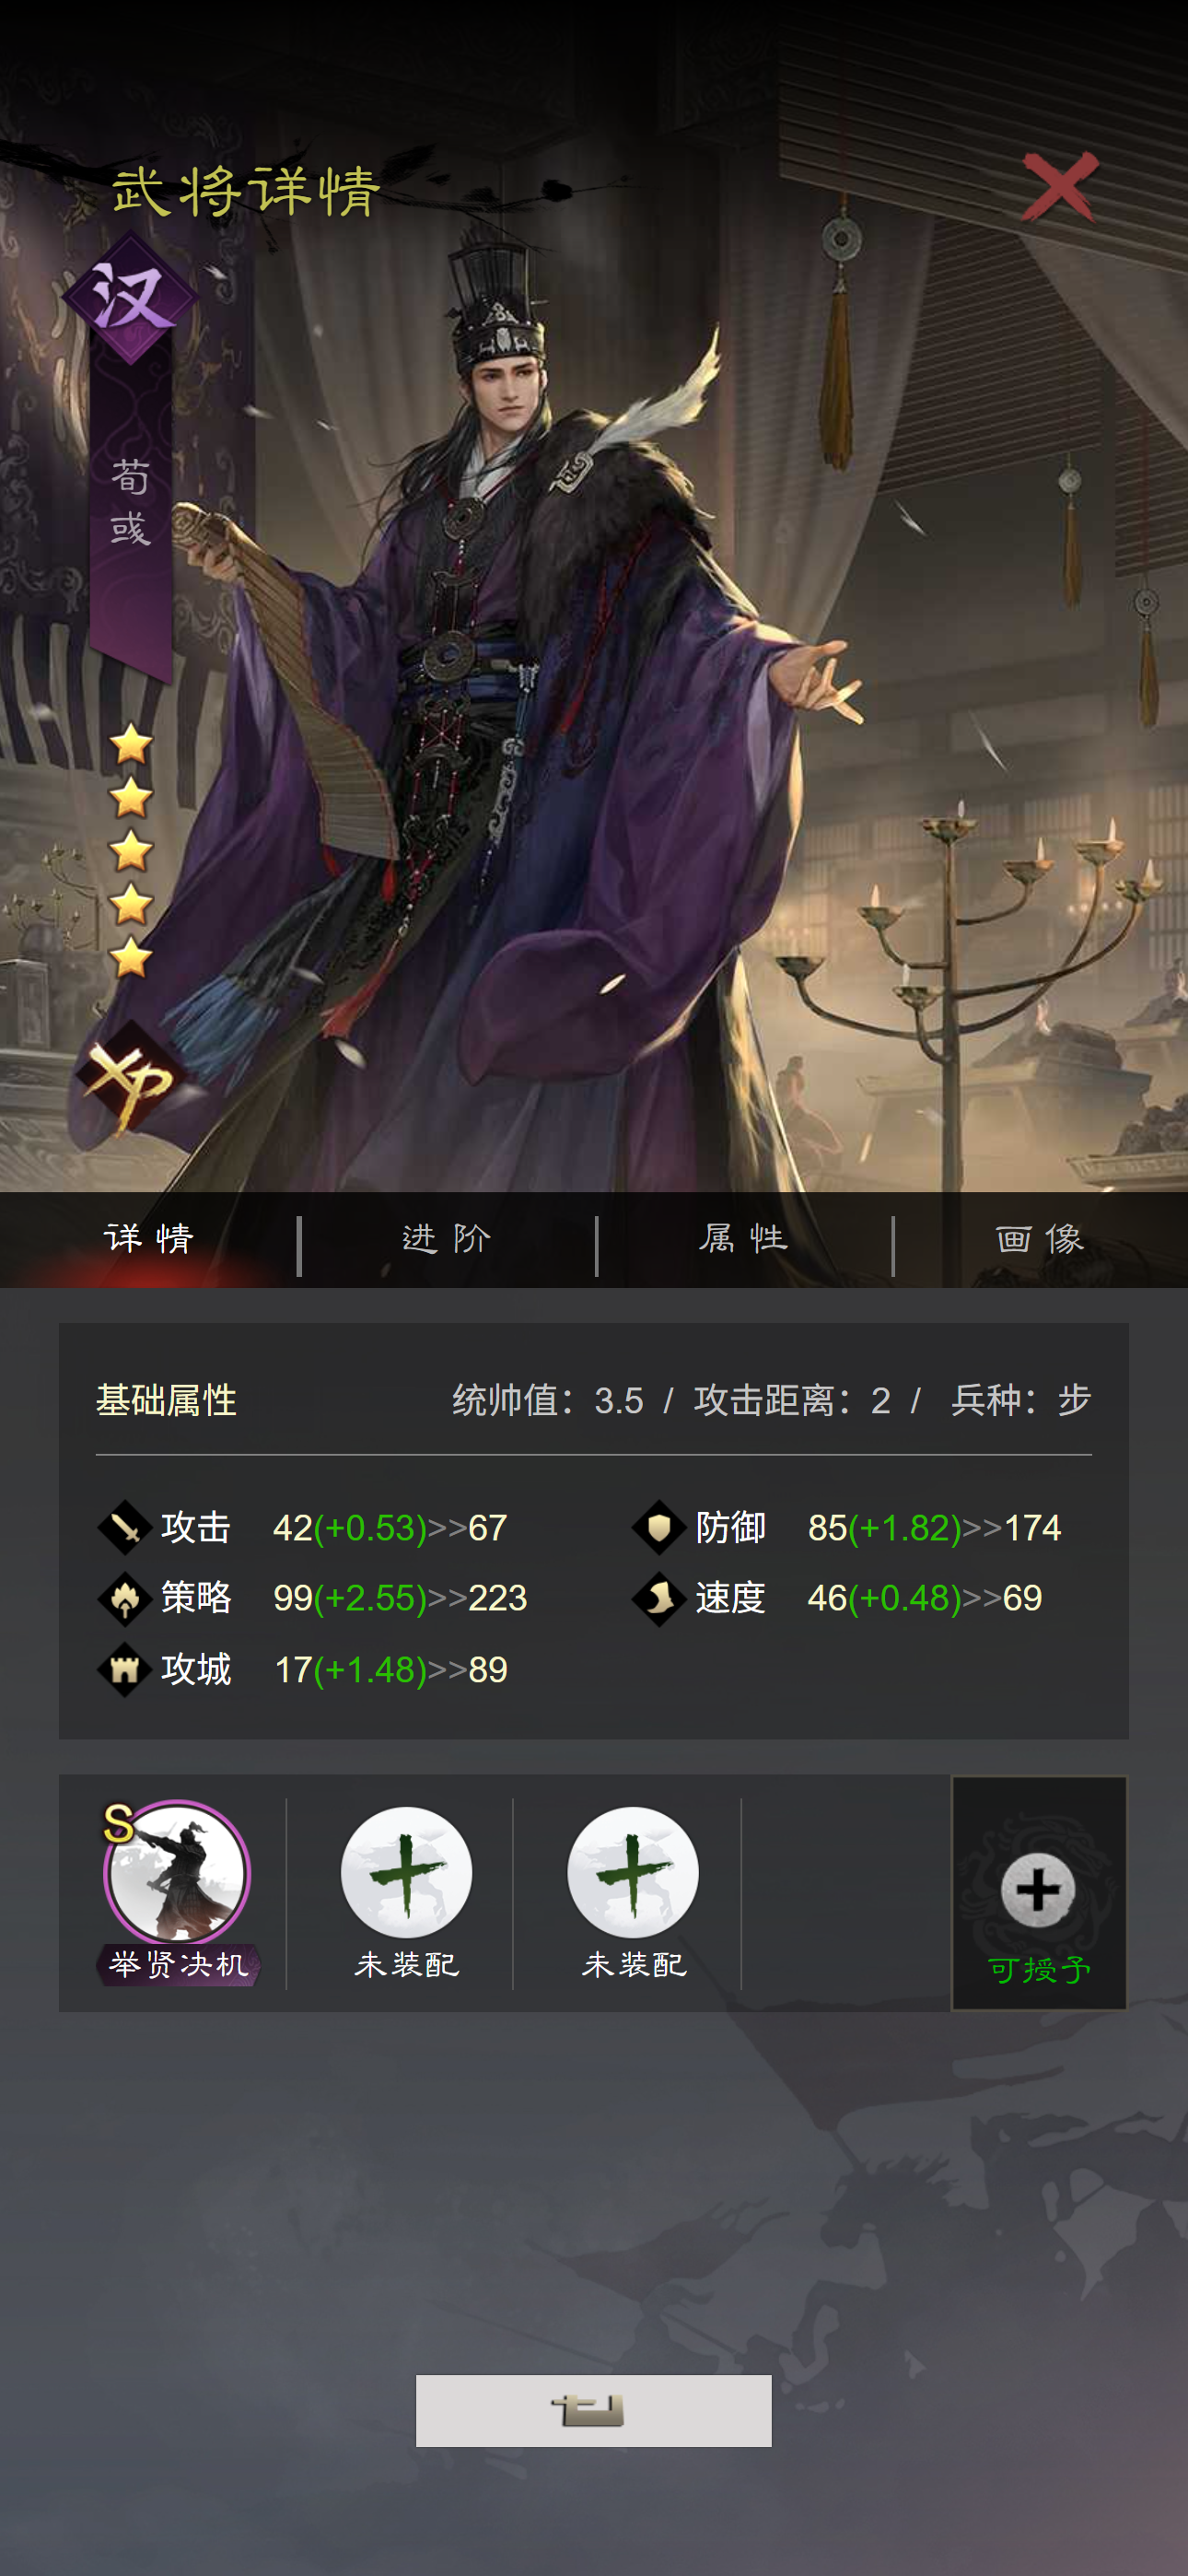 武将详情
汉
荀
彧
XP
详情
进阶
属性
画像
基础属性
统帅值：3.5 / 攻击距离：2 / 兵种：步
攻击 42(+0.53)>>67
防御 85(+1.82)>>174
策略 99(+2.55)>>223
速度 46(+0.48)>>69
攻城 17(+1.48)>>89
S
举贤决机
未装配
未装配
可授予